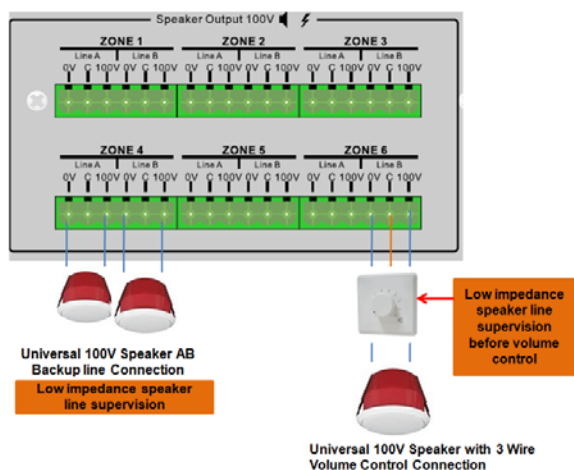 Speaker Output 100V
ZONE 1 ZONE 2 ZONE 3
Line A Line B Line A Line B Line A Line B
0V C 100V 0V C 100V 0V C 100V 0V C 100V 0V C 100V 0V C 100V
ZONE 4 ZONE 5 ZONE 6
Line A Line B Line A Line B Line A Line B
0V C 100V 0V C 100V 0V C 100V 0V C 100V 0V C 100V 0V C 100V
Universal 100V Speaker AB
Backup line Connection
Low impedance speaker
line supervision
Low impedance
speaker line
supervision
before volume
control
Universal 100V Speaker with 3 Wire
Volume Control Connection